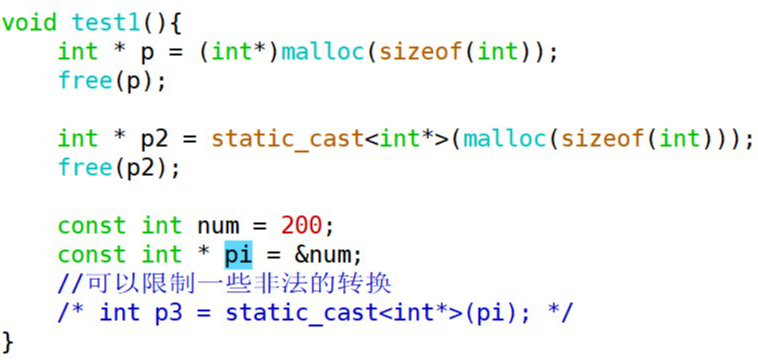 void test1(){
    int * p = (int*)malloc(sizeof(int));
    free(p);

    int * p2 = static_cast<int*>(malloc(sizeof(int)));
    free(p2);

    const int num = 200;
    const int * pi = &num;
    //可以限制一些非法的转换
    /* int p3 = static_cast<int*>(pi); */
}